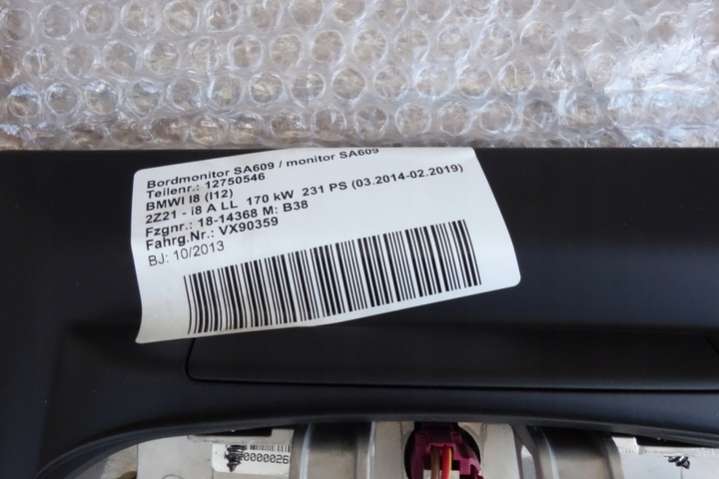 Bordmonitor SA609 / monitor SA609
Teilenr.: 12750546
BMWI I8 (I12)
2Z21 - i8 A LL 170 kW 231 PS (03.2014-02.2019)
Fzgnr.: 18-14368 M: B38
Fahrg.Nr.: VX90359
BJ: 10/2013